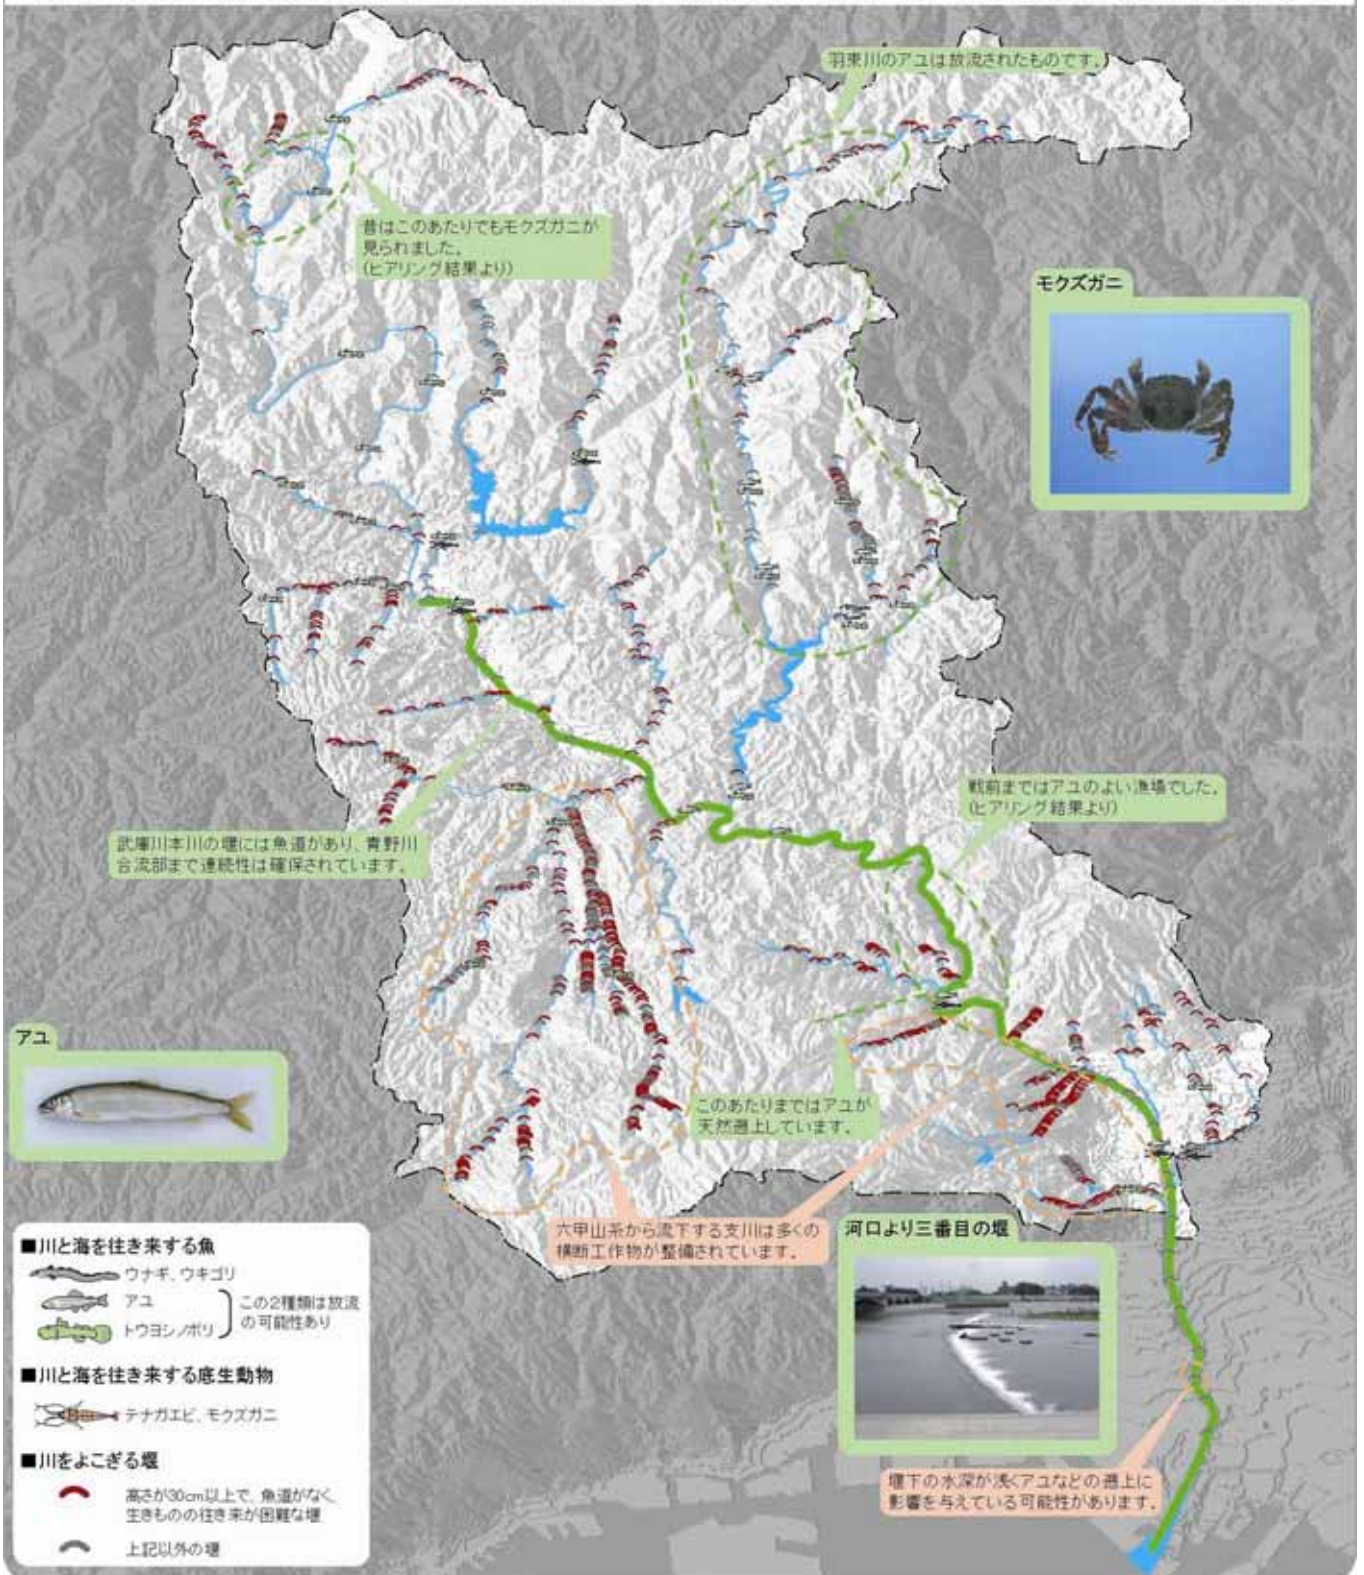 羽束川のアユは放流されたものです。
昔はこのあたりでもモクズガニが
見られました。
(ヒアリング結果より)
モクズガニ
戦前まではアユのよい漁場でした。
(ヒアリング結果より)
武庫川本川の堰には魚道があり、青野川
合流部まで連続性は確保されています。
アユ
このあたりまではアユが
天然遡上しています。
六甲山系から流下する支川は多くの
横断工作物が整備されています。
河口より三番目の堰
堰下の水深が浅くアユなどの遡上に
影響を与えている可能性があります。
■川と海を往き来する魚
ウナギ、ウキゴリ
アユ
トウヨシノボリ
この2種類は放流
の可能性あり
■川と海を往き来する底生動物
テナガエビ、モクズガニ
■川をよこぎる堰
高さが30cm以上で、魚道がなく、
生きものの往き来が困難な堰
上記以外の堰